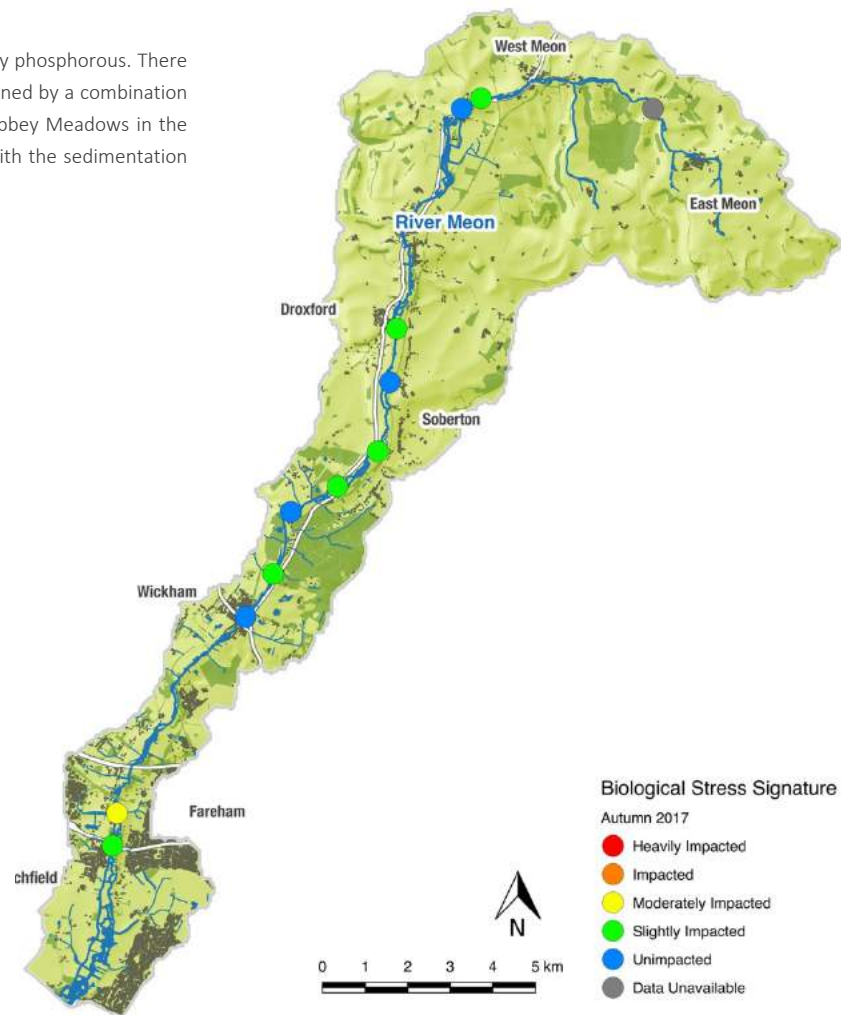 y phosphorous. There
ned by a combination
bbey Meadows in the
ith the sedimentation
West Meon
East Meon
River Meon
Droxford
Soberton
Wickham
Fareham
chfield
Biological Stress Signature
Autumn 2017
Heavily Impacted
Impacted
Moderately Impacted
Slightly Impacted
Unimpacted
Data Unavailable
N
0 1 2 3 4 5 km